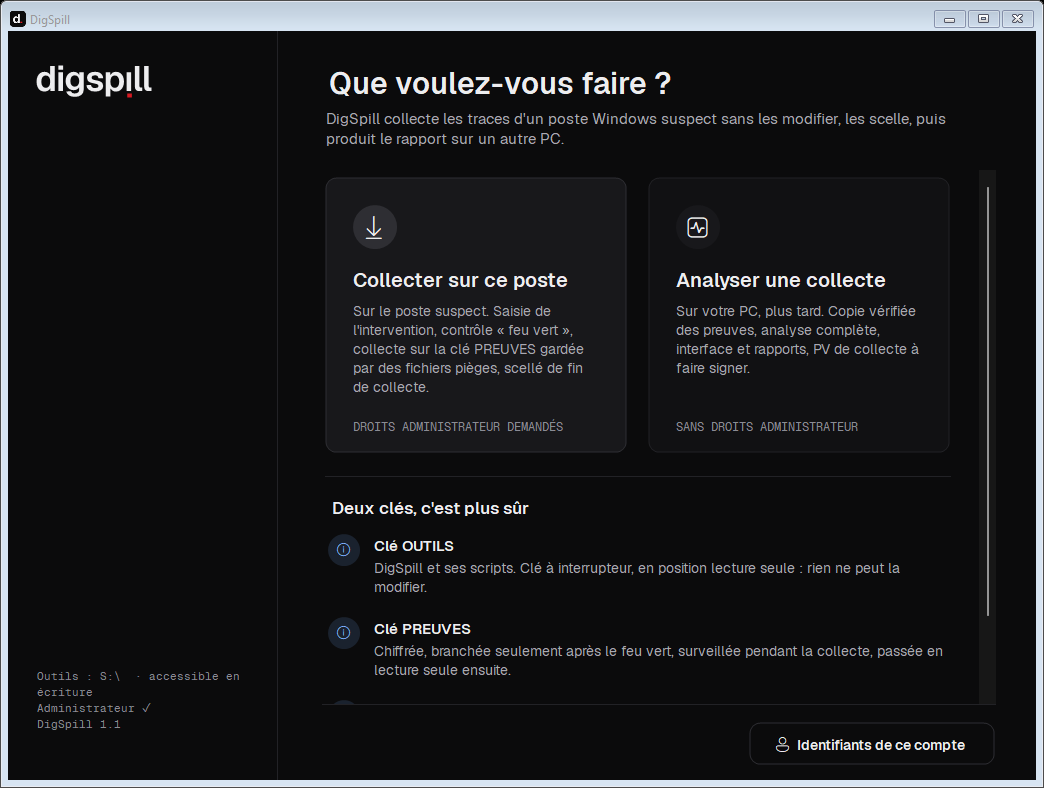 d. DigSpill
digspill
Que voulez-vous faire ?
DigSpill collecte les traces d'un poste Windows suspect sans les modifier, les scelle, puis
produit le rapport sur un autre PC.
Collecter sur ce poste
Sur le poste suspect. Saisie de
l'intervention, contrôle « feu vert »,
collecte sur la clé PREUVES gardée
par des fichiers pièges, scellé de fin
de collecte.
DROITS ADMINISTRATEUR DEMANDÉS
Analyser une collecte
Sur votre PC, plus tard. Copie vérifiée
des preuves, analyse complète,
interface et rapports, PV de collecte à
faire signer.
SANS DROITS ADMINISTRATEUR
Deux clés, c'est plus sûr
Clé OUTILS
DigSpill et ses scripts. Clé à interrupteur, en position lecture seule : rien ne peut la
modifier.
Clé PREUVES
Chiffrée, branchée seulement après le feu vert, surveillée pendant la collecte, passée en
lecture seule ensuite.
Outils : S:\ · accessible en
écriture
Administrateur ✓
DigSpill 1.1
Identifiants de ce compte